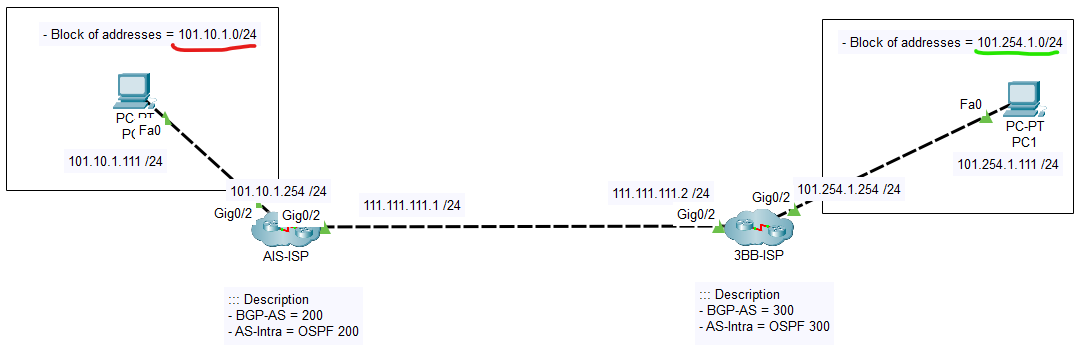 - Block of addresses = 101.10.1.0/24
- Block of addresses = 101.254.1.0/24
PC-PT
Fa0
101.10.1.111 /24
Fa0
PC-PT
PC1
101.254.1.111 /24
101.10.1.254 /24
Gig0/2
Gig0/2
111.111.111.1 /24
111.111.111.2 /24
101.254.1.254 /24
Gig0/2
Gig0/2
AIS-ISP
3BB-ISP
::: Description
- BGP-AS = 200
- AS-Intra = OSPF 200
::: Description
- BGP-AS = 300
- AS-Intra = OSPF 300